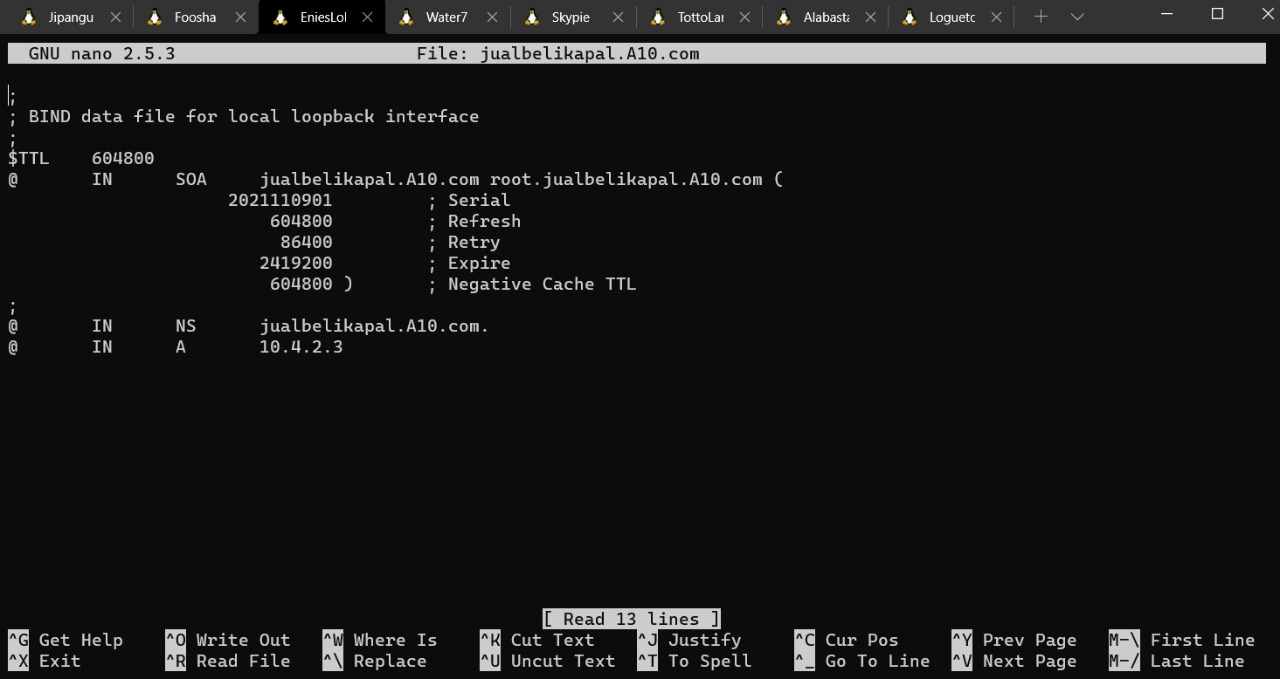 Jipangu Foosha EniesLol Water7 Skypie TottoLar Alabasta Loguetc
GNU nano 2.5.3 File: jualbelikapal.A10.com
;
; BIND data file for local loopback interface
;
$TTL 604800
@ IN SOA jualbelikapal.A10.com root.jualbelikapal.A10.com (
2021110901 ; Serial
604800 ; Refresh
86400 ; Retry
2419200 ; Expire
604800 ) ; Negative Cache TTL
;
@ IN NS jualbelikapal.A10.com.
@ IN A 10.4.2.3
[ Read 13 lines ]
^G Get Help ^O Write Out ^W Where Is ^K Cut Text ^J Justify ^C Cur Pos ^Y Prev Page M-\ First Line
^X Exit ^R Read File ^\ Replace ^U Uncut Text ^T To Spell ^_ Go To Line ^V Next Page M-/ Last Line